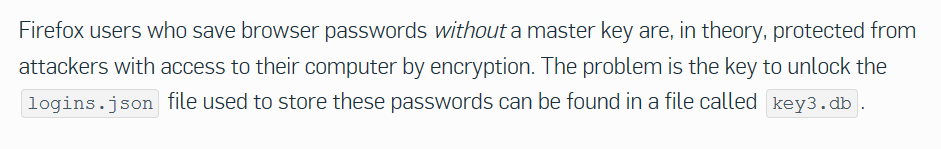 Firefox users who save browser passwords without a master key are, in theory, protected from
attackers with access to their computer by encryption. The problem is the key to unlock the
logins.json file used to store these passwords can be found in a file called key3.db.